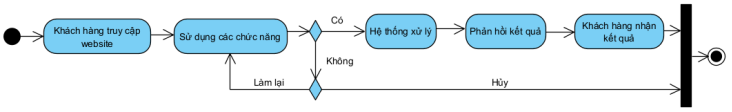 Khách hàng truy cập
website
Sử dụng các chức năng
Có
Hệ thống xử lý
Phản hồi kết quả
Khách hàng nhận
kết quả
Không
Làm lại
Hủy